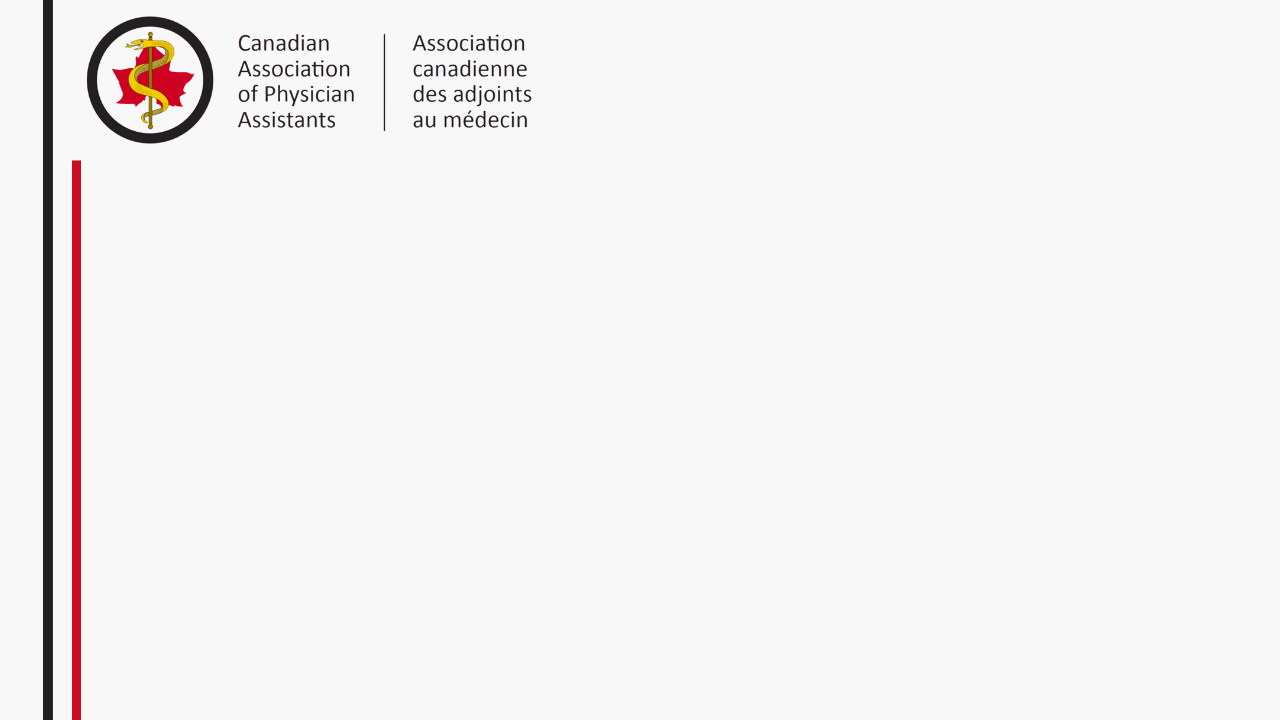 Canadian
Association
of Physician
Assistants
Association
canadienne
des adjoints
au médecin